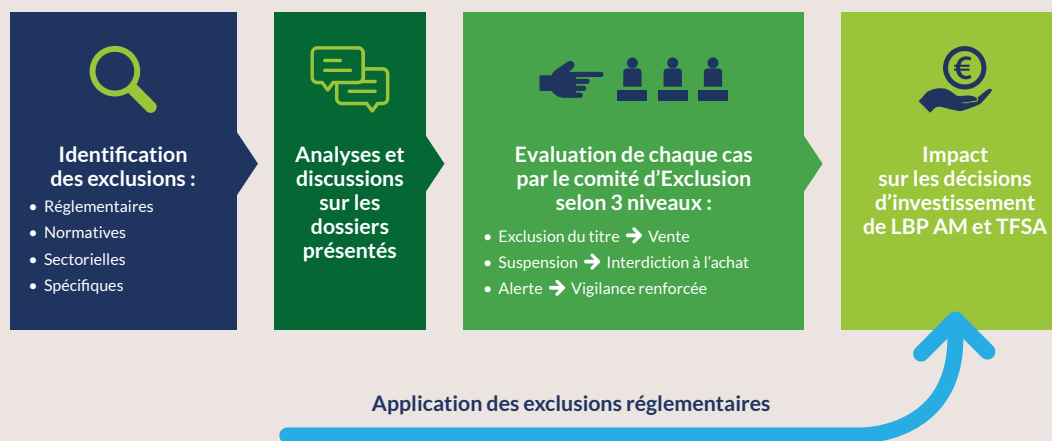 Identification
des exclusions :
• Réglementaires
• Normatives
• Sectorielles
• Spécifiques
Analyses et
discussions
sur les
dossiers
présentés
Evaluation de chaque cas
par le comité d’Exclusion
selon 3 niveaux :
• Exclusion du titre → Vente
• Suspension → Interdiction à l’achat
• Alerte → Vigilance renforcée
€
Impact
sur les décisions
d’investissement
de LBP AM et TFSA
Application des exclusions réglementaires